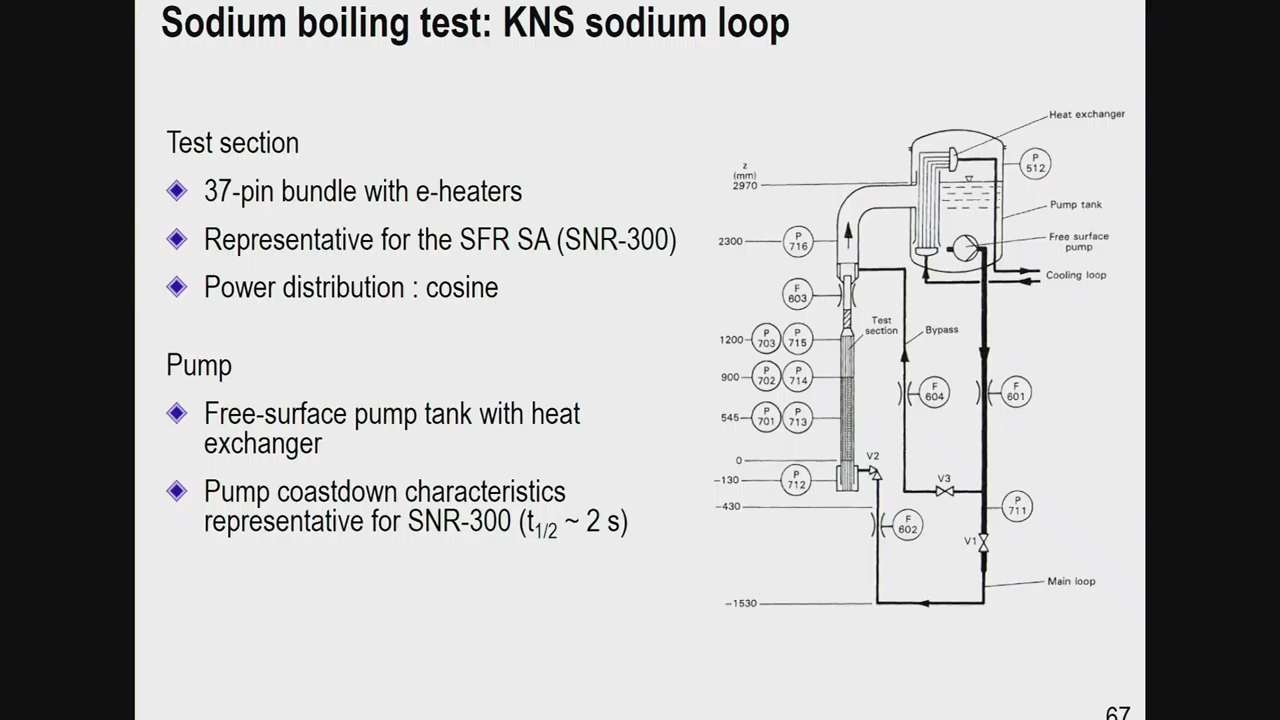 Sodium boiling test: KNS sodium loop
Test section
37-pin bundle with e-heaters
Representative for the SFR SA (SNR-300)
Power distribution : cosine
Pump
Free-surface pump tank with heat
exchanger
Pump coastdown characteristics
representative for SNR-300 (t1/2 ~ 2 s)
Heat exchanger
P
512
z
(mm)
2970
Pump tank
2300
P
716
Free surface
pump
Cooling loop
F
603
Test
section
Bypass
1200
P
703
P
715
900
P
702
P
714
F
604
F
601
545
P
701
P
713
0
V2
-130
P
712
V3
-430
P
711
F
602
V1
Main loop
-1530
67